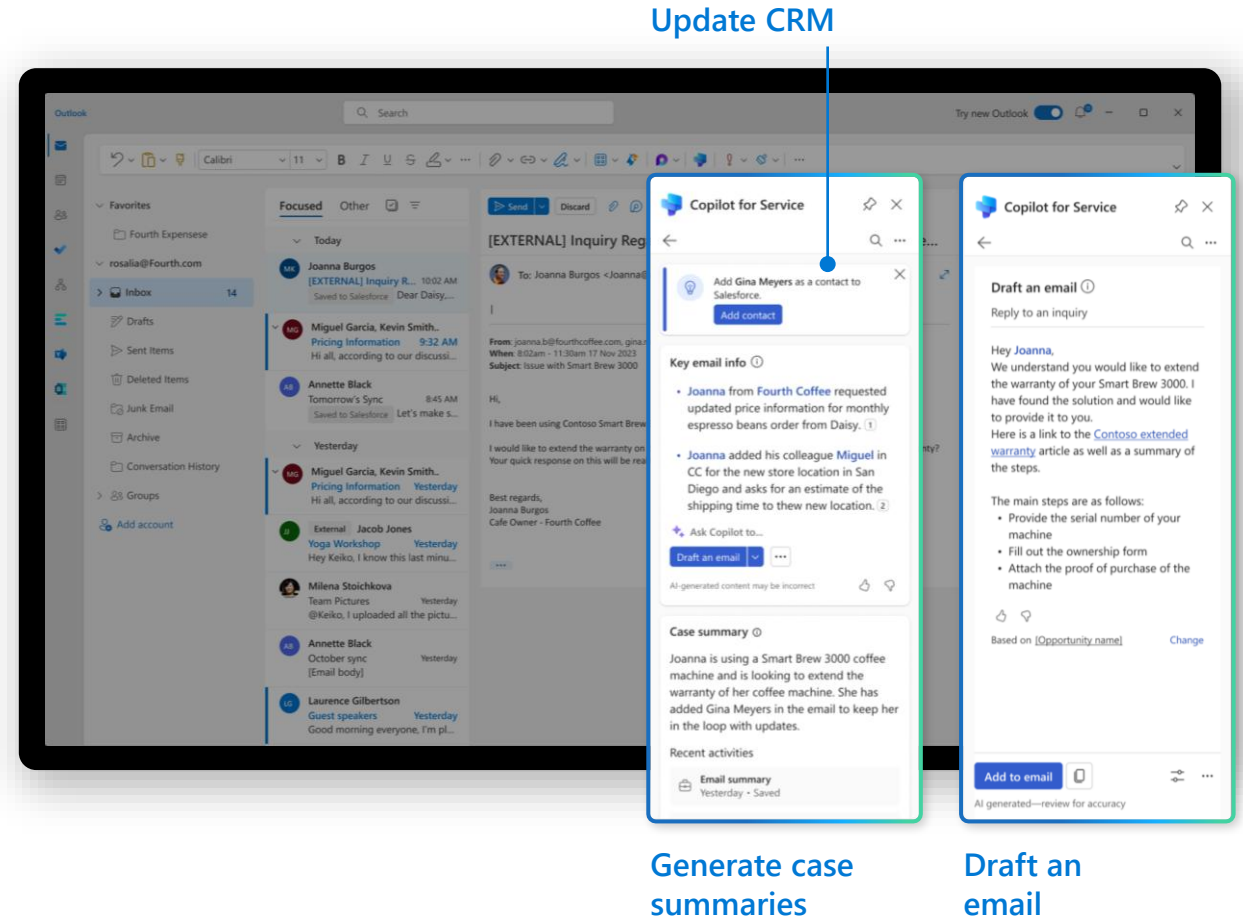 Update CRM
Outlook
Search
Try new Outlook
Calibri
11
B I U S
Favorites
Fourth Expensese
rosalia@Fourth.com
Inbox 14
Drafts
Sent Items
Deleted Items
Junk Email
Archive
Conversation History
Groups
Add account
Focused Other
Today
MK
Joanna Burgos
[EXTERNAL] Inquiry R... 10:02 AM
Saved to Salesforce Dear Daisy,...
MG
Miguel Garcia, Kevin Smith..
Pricing Information 9:32 AM
Hi all, according to our discussi...
AB
Annette Black
Tomorrow's Sync 8:45 AM
Saved to Salesforce Let's make s...
Yesterday
MG
Miguel Garcia, Kevin Smith..
Pricing Information Yesterday
Hi all, according to our discussi...
JJ
External Jacob Jones
Yoga Workshop Yesterday
Hey Keiko, I know this last minu...
Milena Stoichkova
Team Pictures Yesterday
@Keiko, I uploaded all the pictu...
AB
Annette Black
October sync Yesterday
[Email body]
LG
Laurence Gilbertson
Guest speakers Yesterday
Good morning everyone, I'm pl...
Send
Discard
[EXTERNAL] Inquiry Reg
e...
To: Joanna Burgos <Joanna@
From: joanna.b@fourthcoffee.com, gina.
When: 8:02am - 11:30am 17 Nov 2023
Subject: Issue with Smart Brew 3000
Hi,
I have been using Contoso Smart Brew
I would like to extend the warranty on
nty?
Your quick response on this will be rea
Best regards,
Joanna Burgos
Cafe Owner - Fourth Coffee
Copilot for Service
Add Gina Meyers as a contact to
Salesforce.
Add contact
Key email info
• Joanna from Fourth Coffee requested
updated price information for monthly
espresso beans order from Daisy. 1
• Joanna added his colleague Miguel in
CC for the new store location in San
Diego and asks for an estimate of the
shipping time to thew new location. 2
Ask Copilot to...
Draft an email
AI-generated content may be incorrect
Case summary
Joanna is using a Smart Brew 3000 coffee
machine and is looking to extend the
warranty of her coffee machine. She has
added Gina Meyers in the email to keep her
in the loop with updates.
Recent activities
Email summary
Yesterday • Saved
Copilot for Service
Draft an email
Reply to an inquiry
Hey Joanna,
We understand you would like to extend
the warranty of your Smart Brew 3000. I
have found the solution and would like
to provide it to you.
Here is a link to the Contoso extended
warranty article as well as a summary of
the steps.
The main steps are as follows:
• Provide the serial number of your
machine
• Fill out the ownership form
• Attach the proof of purchase of the
machine
Based on [Opportunity name] Change
Add to email
AI generated—review for accuracy
Generate case
summaries
Draft an
email